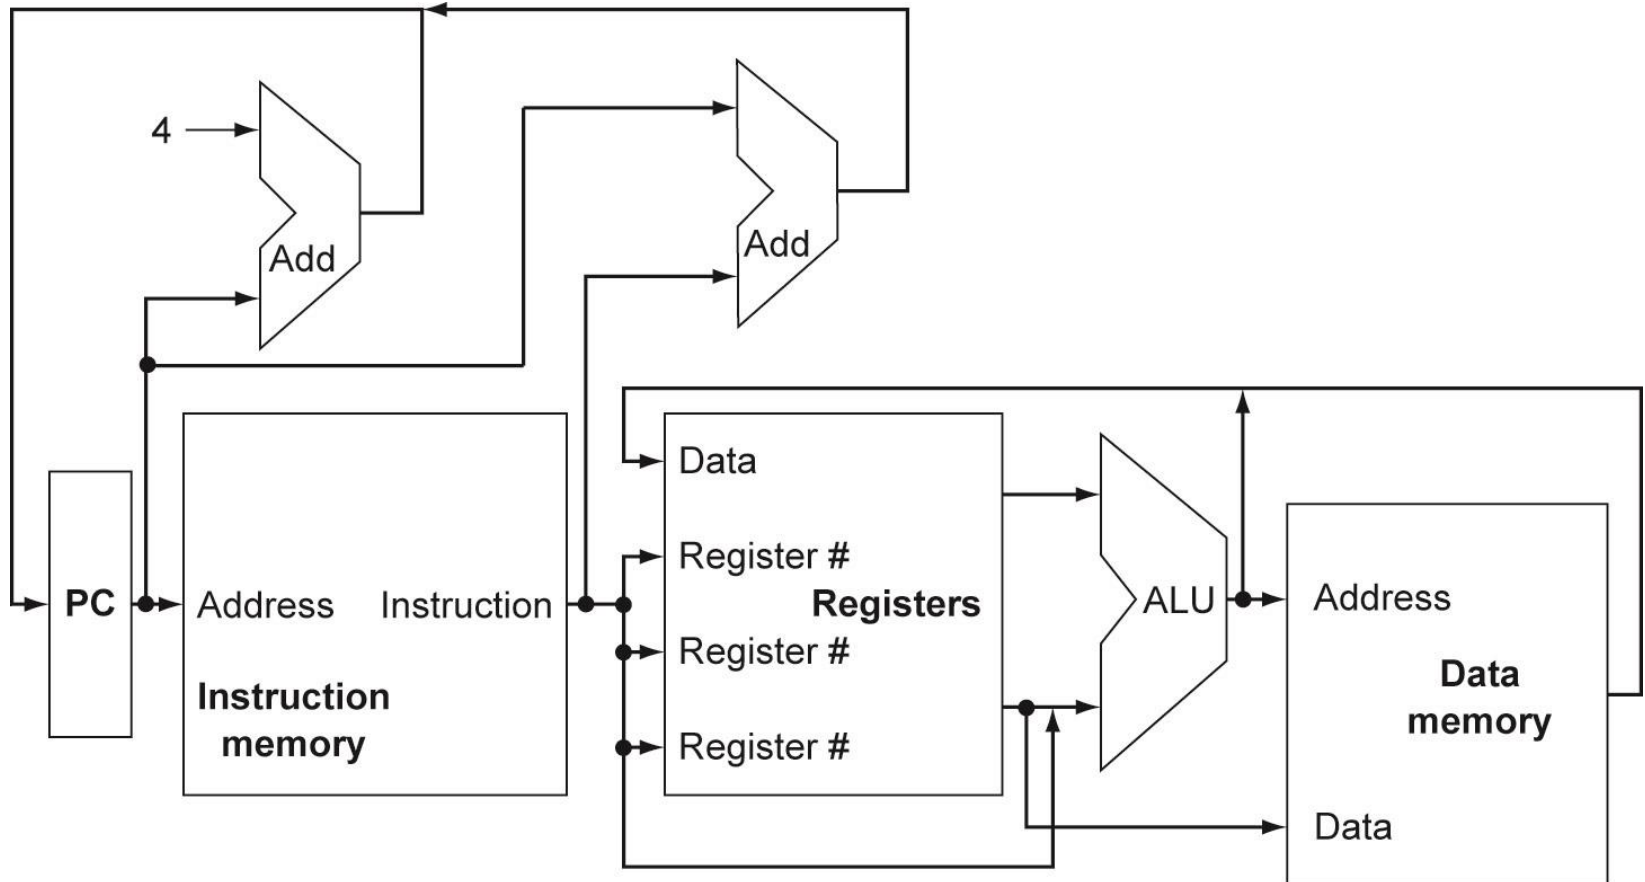 4
Add
Add
PC
Address
Instruction
Instruction
memory
Data
Register #
Register #
Register #
Registers
ALU
Address
Data
memory
Data